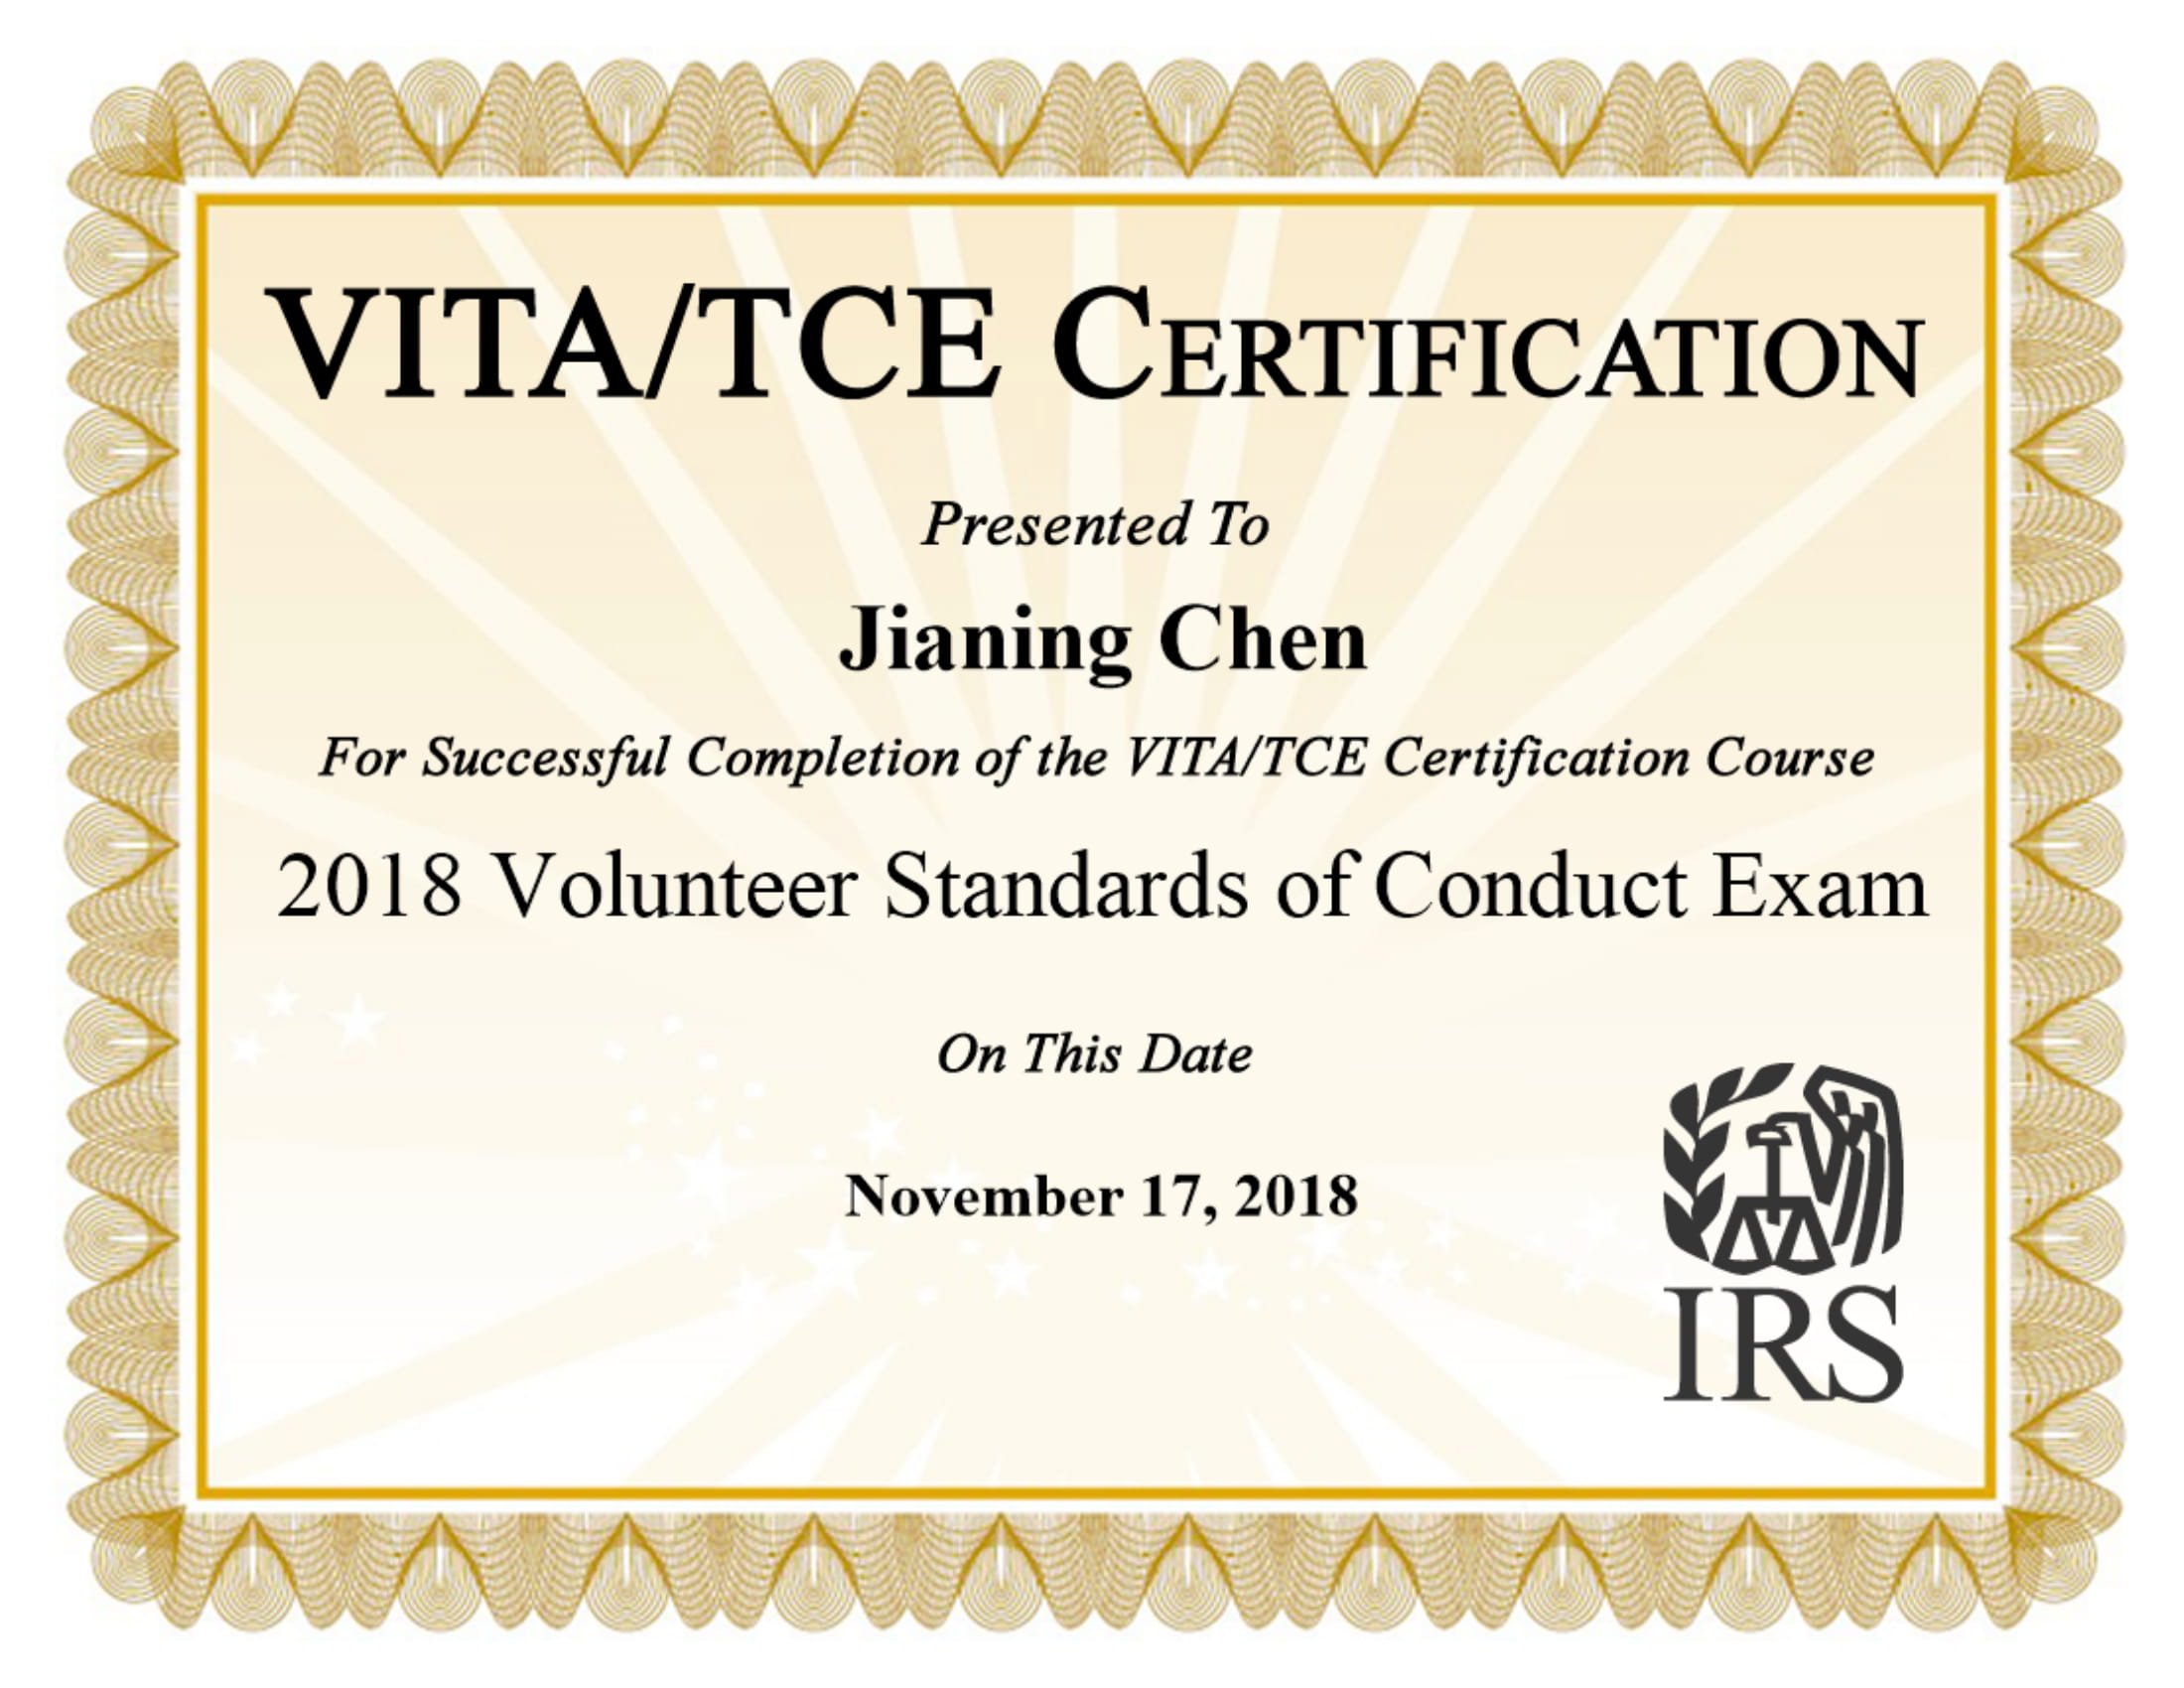 VITA/TCE CERTIFICATION
Presented To
Jianing Chen
For Successful Completion of the VITA/TCE Certification Course
2018 Volunteer Standards of Conduct Exam
On This Date
November 17, 2018
IRS